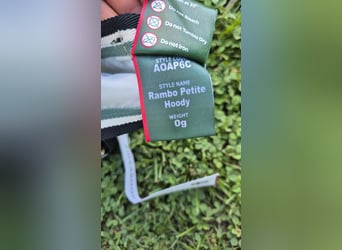 Do not Bleach
Do not Tumble Dry
Do not Iron
STYLE CODE
AOAP6C
STYLE NAME
Rambo Petite
Hoody
WEIGHT
0g